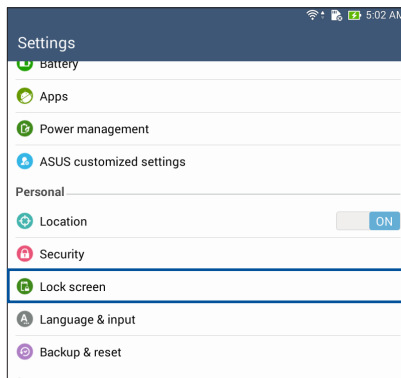 5:02 AM
Settings
Battery
Apps
Power management
ASUS customized settings
Personal
Location ON
Security
Lock screen
Language & input
Backup & reset